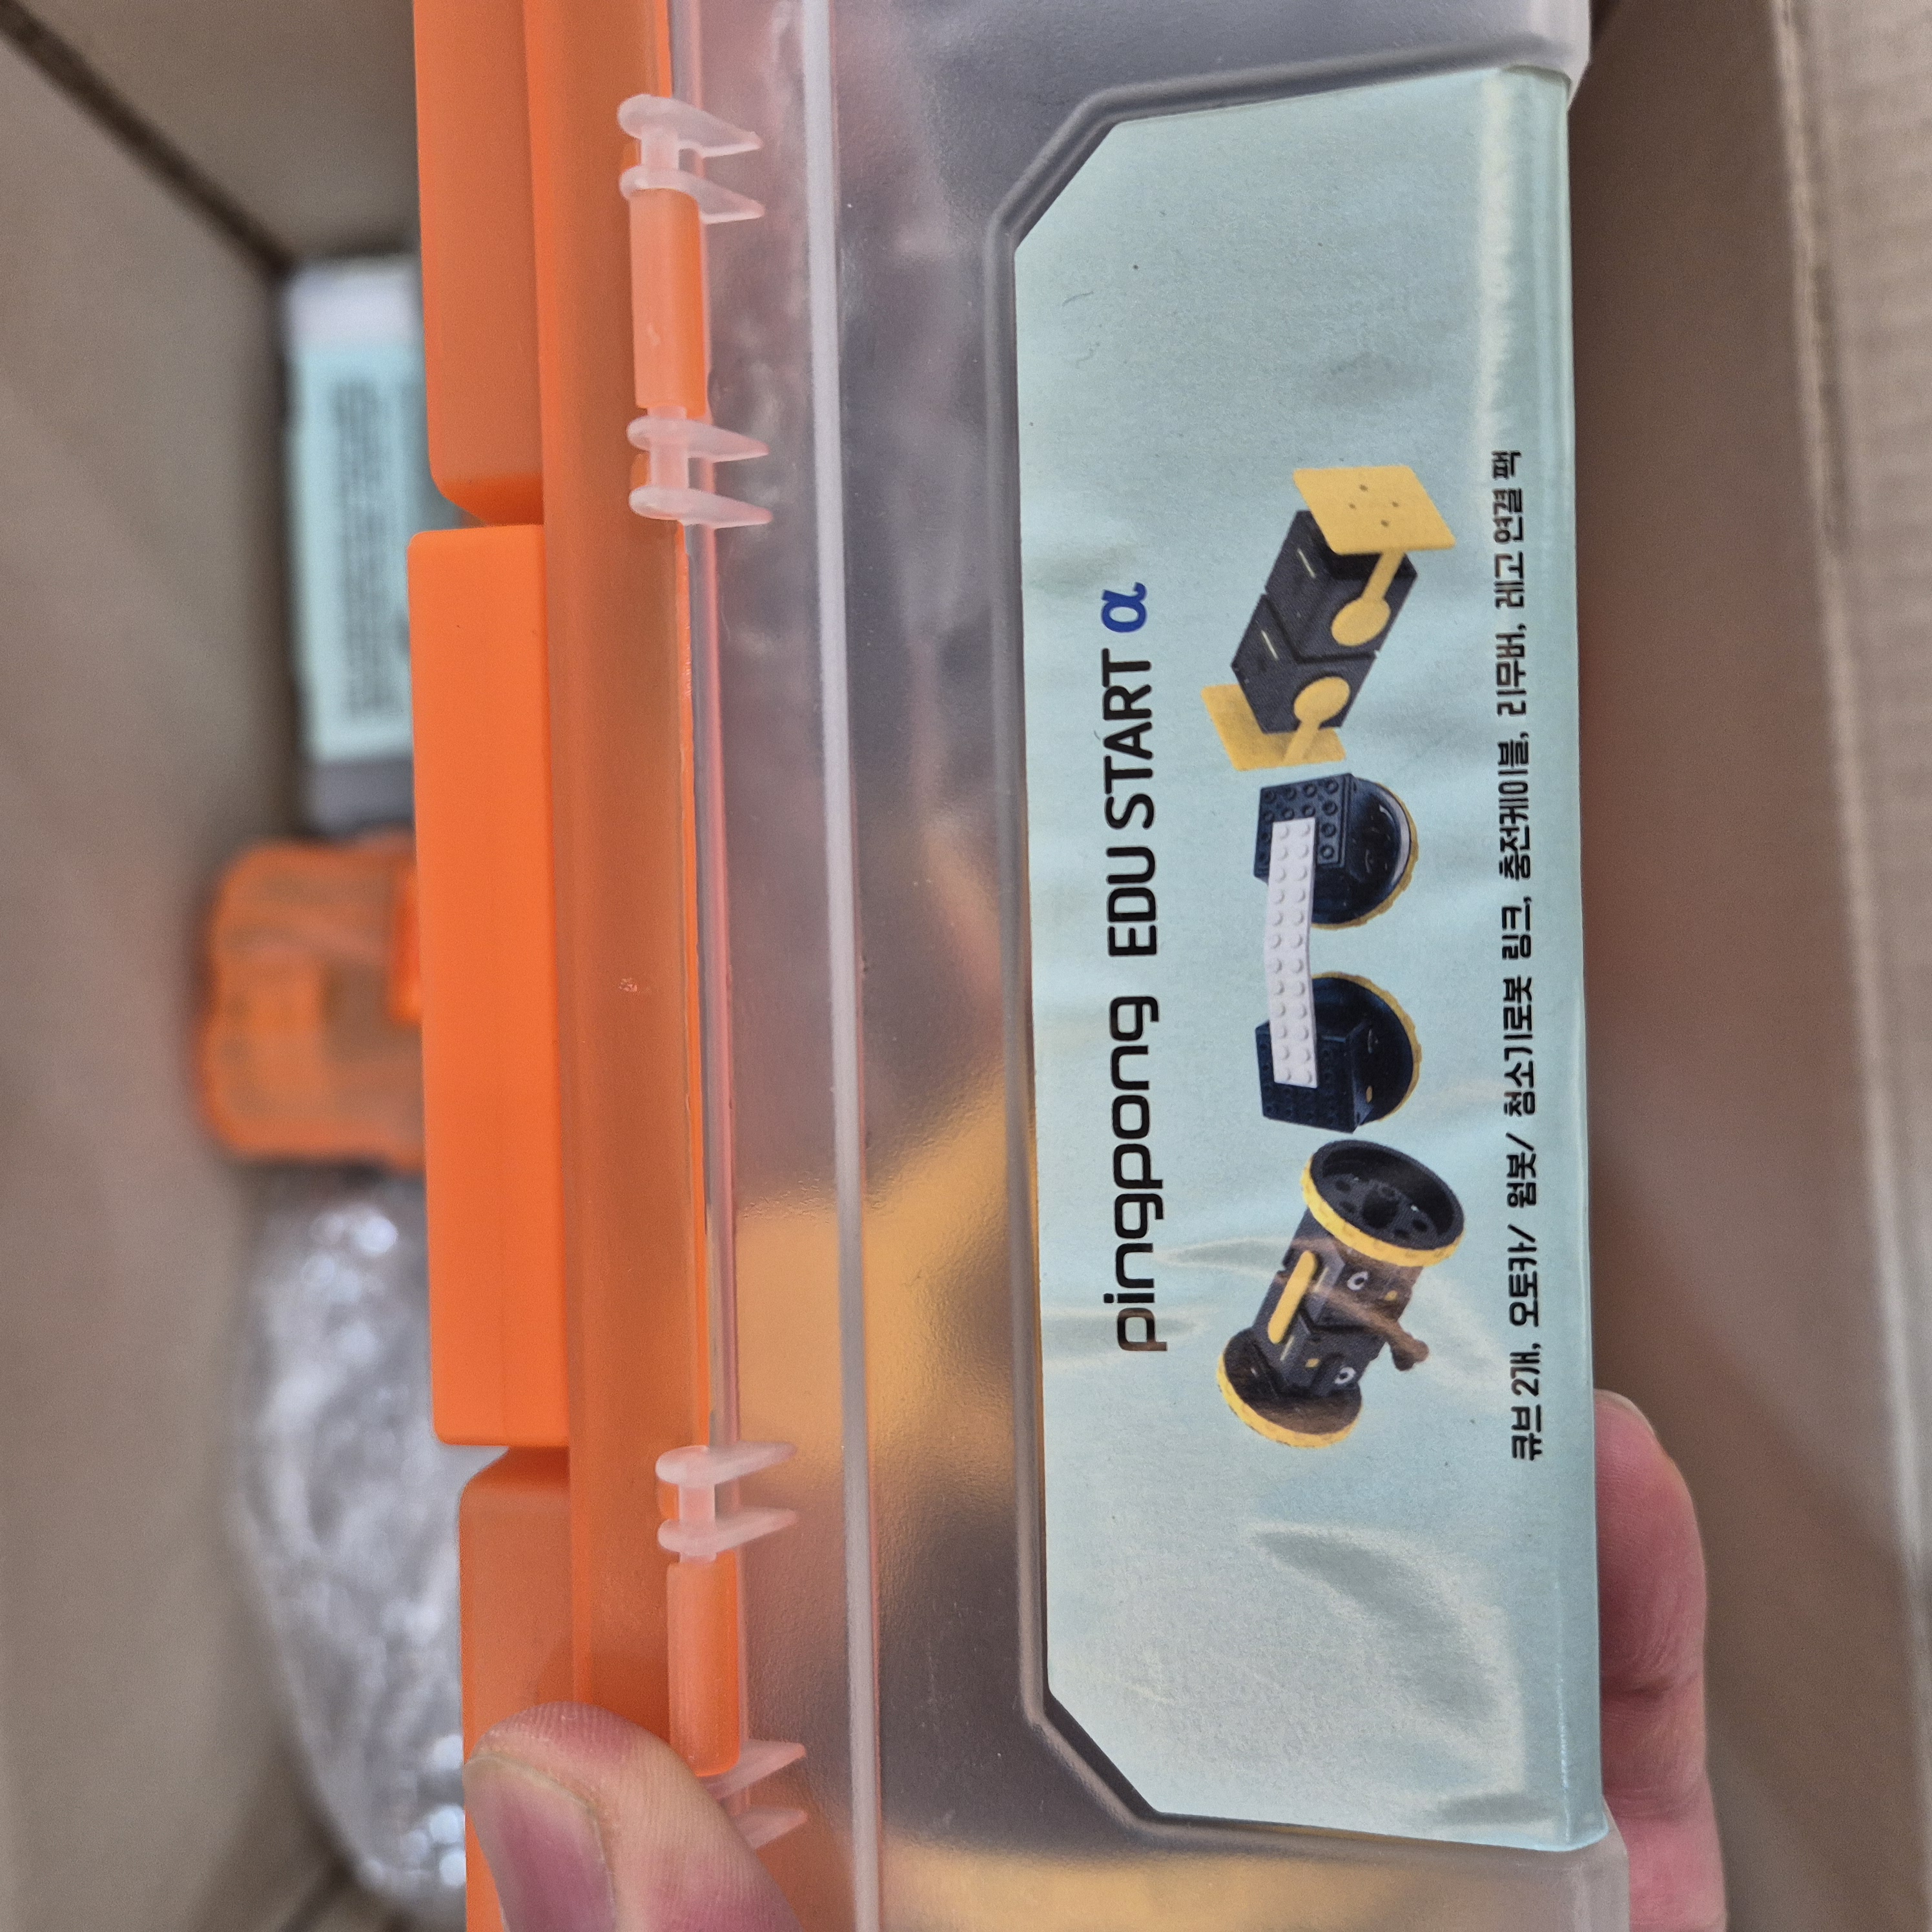 pingpong EDU START α
큐브 2개, 오토카/ 웜봇/ 청소기로봇 링크, 충전케이블, 리무버, 레고 연결 팩